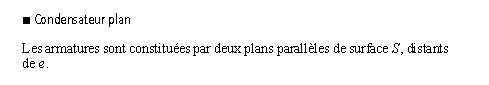 ■ Condensateur plan
Les armatures sont constituées par deux plans parallèles de surface S, distants
de e.